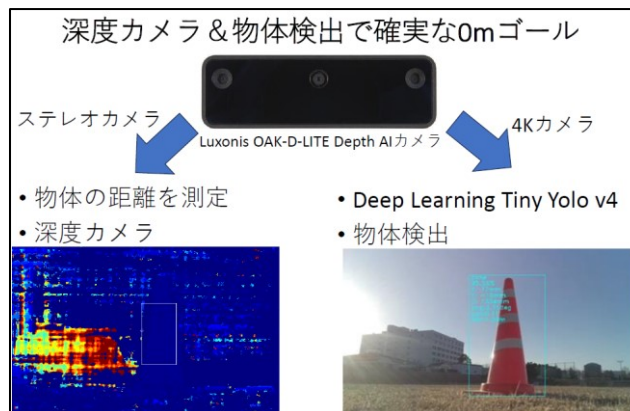 深度カメラ＆物体検出で確実な0mゴール
ステレオカメラ
4Kカメラ
Luxonis OAK-D-LITE Depth AIカメラ
• 物体の距離を測定
• 深度カメラ
• Deep Learning Tiny Yolo v4
• 物体検出